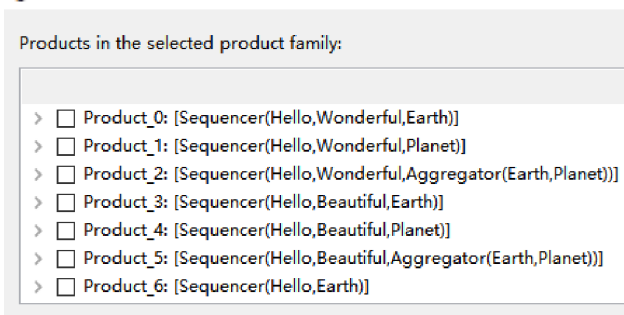 Products in the selected product family:
Product_0: [Sequencer(Hello,Wonderful,Earth)]
Product_1: [Sequencer(Hello,Wonderful,Planet)]
Product_2: [Sequencer(Hello,Wonderful,Aggregator(Earth,Planet))]
Product_3: [Sequencer(Hello,Beautiful,Earth)]
Product_4: [Sequencer(Hello,Beautiful,Planet)]
Product_5: [Sequencer(Hello,Beautiful,Aggregator(Earth,Planet))]
Product_6: [Sequencer(Hello,Earth)]